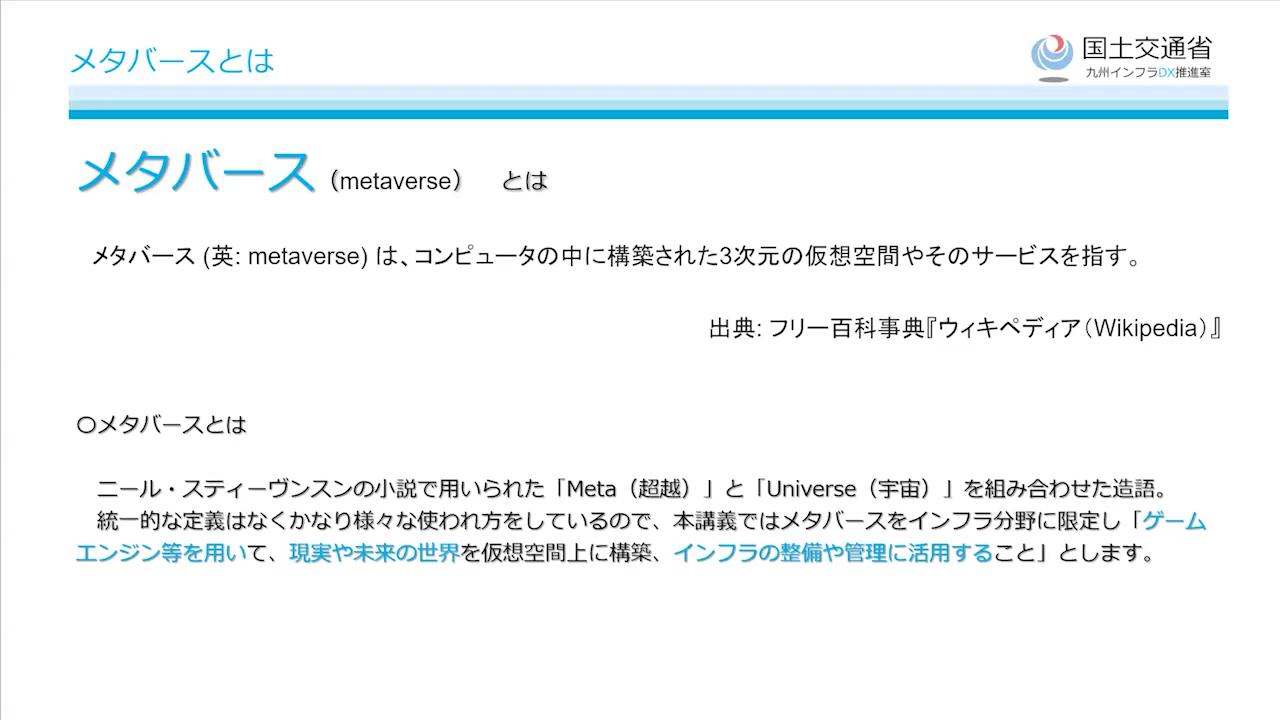 メタバースとは
国土交通省
九州インフラDX推進室
メタバース（metaverse） とは
メタバース (英: metaverse) は、コンピュータの中に構築された3次元の仮想空間やそのサービスを指す。
出典: フリー百科事典『ウィキペディア（Wikipedia）』
〇メタバースとは
ニール・スティーヴンスンの小説で用いられた「Meta（超越）」と「Universe（宇宙）」を組み合わせた造語。
統一的な定義はなくかなり様々な使われ方をしているので、本講義ではメタバースをインフラ分野に限定し「ゲーム
エンジン等を用いて、現実や未来の世界を仮想空間上に構築、インフラの整備や管理に活用すること」とします。